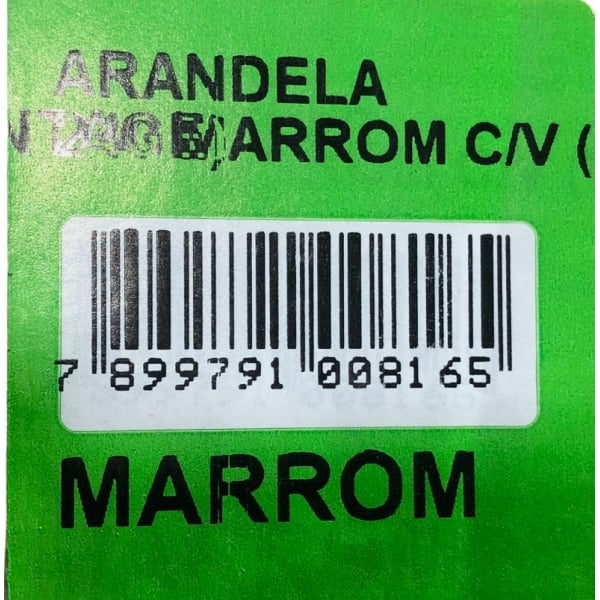 ARANDELA
MARROM C/V (
7 899791 008165
MARROM